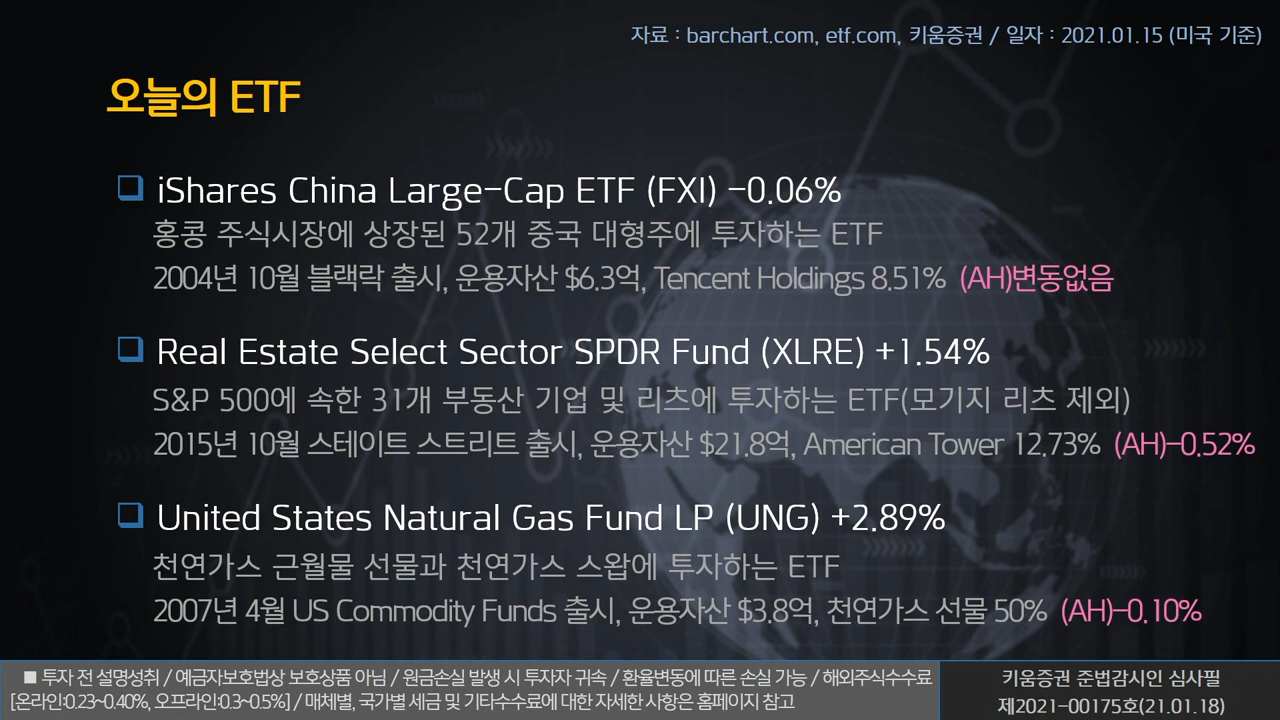 자료 : barchart.com, etf.com, 키움증권 / 일자 : 2021.01.15 (미국 기준)
오늘의 ETF
❑ iShares China Large-Cap ETF (FXI) -0.06%
홍콩 주식시장에 상장된 52개 중국 대형주에 투자하는 ETF
2004년 10월 블랙락 출시, 운용자산 $6.3억, Tencent Holdings 8.51% (AH)변동없음
❑ Real Estate Select Sector SPDR Fund (XLRE) +1.54%
S&P 500에 속한 31개 부동산 기업 및 리츠에 투자하는 ETF(모기지 리츠 제외)
2015년 10월 스테이트 스트리트 출시, 운용자산 $21.8억, American Tower 12.73% (AH)-0.52%
❑ United States Natural Gas Fund LP (UNG) +2.89%
천연가스 근월물 선물과 천연가스 스왑에 투자하는 ETF
2007년 4월 US Commodity Funds 출시, 운용자산 $3.8억, 천연가스 선물 50% (AH)-0.10%
■ 투자 전 설명성취 / 예금자보호법상 보호상품 아님 / 원금손실 발생 시 투자자 귀속 / 환율변동에 따른 손실 가능 / 해외주식수수료
[온라인:0.23~0.40%, 오프라인:0.3~0.5%] / 매체별, 국가별 세금 및 기타수수료에 대한 자세한 사항은 홈페이지 참고
키움증권 준법감시인 심사필
제2021-00175호(21.01.18)